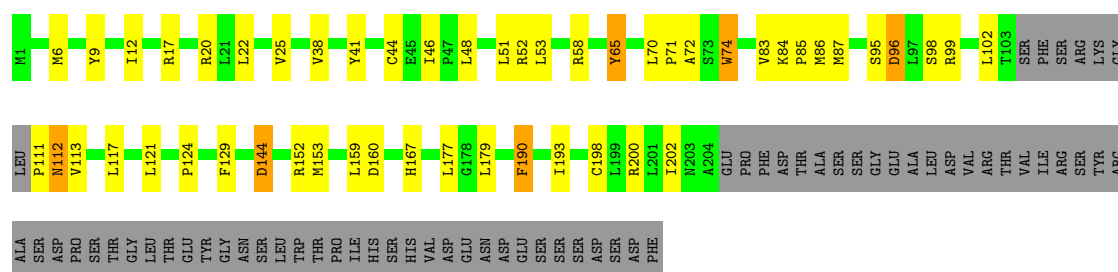 M1 M6 Y9 I12 R17 R20 L21 L22 V25 V38 Y41 C44 E45 I46 P47 L48 L51 R52 L53 R58 Y65 L70 P71 A72 S73 W74 V83 K84 P85 M86 M87 S95 D96 L97 S98 R99 L102 T103 SER PHE SER ARG LYS GLY
LEU P111 N112 V113 L117 L121 P124 F129 D144 R152 M153 L159 D160 H167 L177 G178 L179 F190 I193 C198 L199 R200 L201 I202 N203 A204 GLU PRO PHE ASP THR ALA SER SER GLY GLU ALA LEU ASP VAL ARG THR VAL ILE ARG SER TYR ARG
ALA SER ASP PRO SER THR GLY LEU THR GLU TYR GLY ASN SER LEU TRP THR PRO ILE HIS SER HIS VAL ASP GLU ASN ASP GLU SER SER SER ASP SER ASP PHE